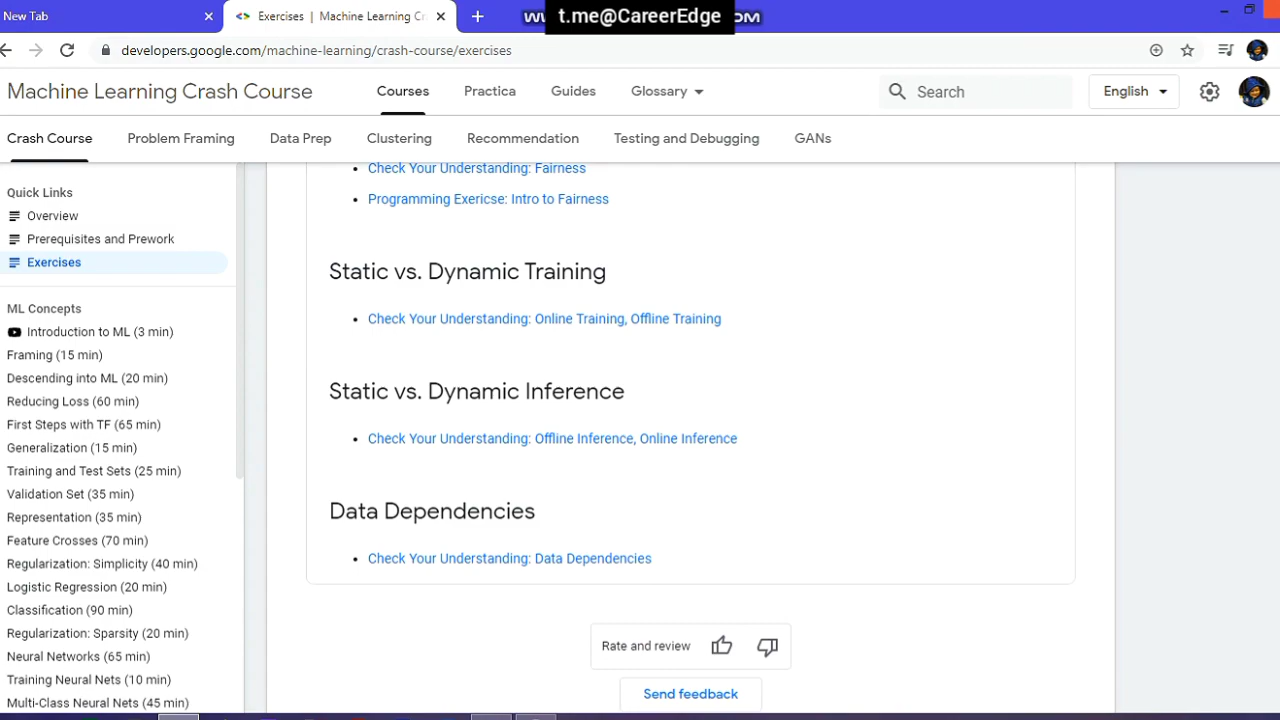 New Tab
Exercises | Machine Learning Cr
t.me@CareerEdge
developers.google.com/machine-learning/crash-course/exercises
Machine Learning Crash Course
Courses
Practica
Guides
Glossary
Search
English
Crash Course
Problem Framing
Data Prep
Clustering
Recommendation
Testing and Debugging
GANs
Quick Links
Overview
Prerequisites and Prework
Exercises
ML Concepts
Introduction to ML (3 min)
Framing (15 min)
Descending into ML (20 min)
Reducing Loss (60 min)
First Steps with TF (65 min)
Generalization (15 min)
Training and Test Sets (25 min)
Validation Set (35 min)
Representation (35 min)
Feature Crosses (70 min)
Regularization: Simplicity (40 min)
Logistic Regression (20 min)
Classification (90 min)
Regularization: Sparsity (20 min)
Neural Networks (65 min)
Training Neural Nets (10 min)
Multi-Class Neural Nets (45 min)
Check Your Understanding: Fairness
Programming Exericse: Intro to Fairness
Static vs. Dynamic Training
Check Your Understanding: Online Training, Offline Training
Static vs. Dynamic Inference
Check Your Understanding: Offline Inference, Online Inference
Data Dependencies
Check Your Understanding: Data Dependencies
Rate and review
Send feedback